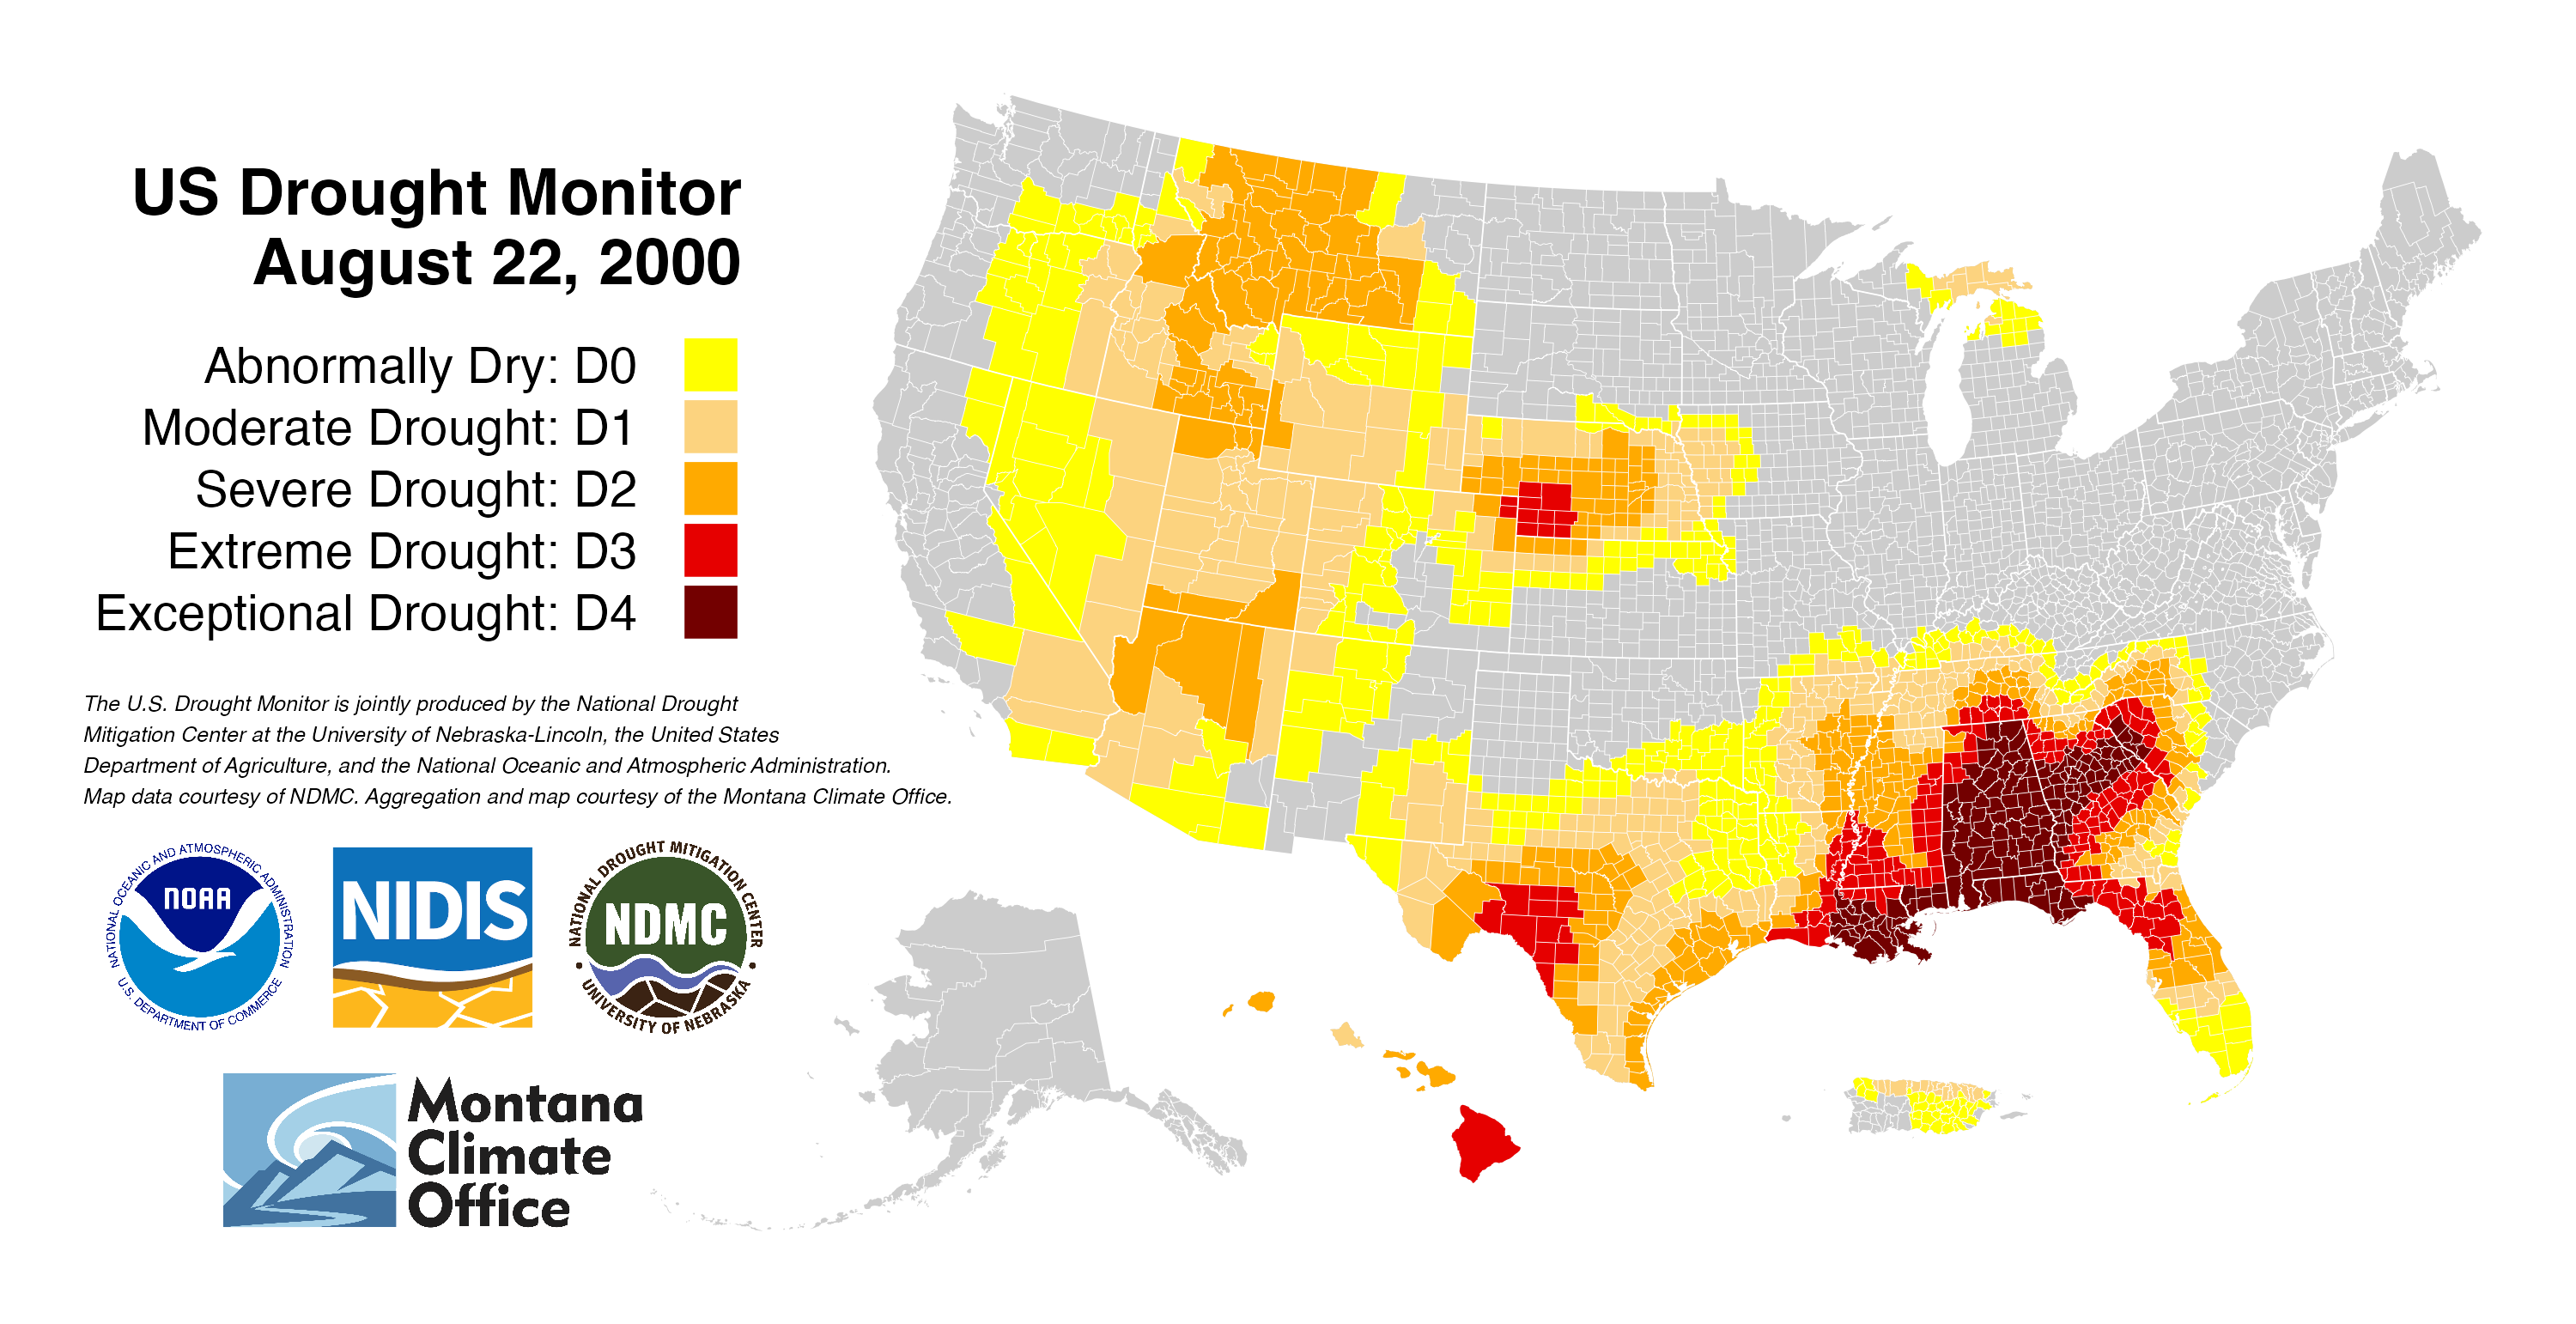 US Drought Monitor
August 22, 2000
Abnormally Dry: D0
Moderate Drought: D1
Severe Drought: D2
Extreme Drought: D3
Exceptional Drought: D4
The U.S. Drought Monitor is jointly produced by the National Drought
Mitigation Center at the University of Nebraska-Lincoln, the United States
Department of Agriculture, and the National Oceanic and Atmospheric Administration.
Map data courtesy of NDMC. Aggregation and map courtesy of the Montana Climate Office.
NATIONAL OCEANIC AND ATMOSPHERIC ADMINISTRATION
NOAA
U.S. DEPARTMENT OF COMMERCE
NIDIS
NATIONAL DROUGHT MITIGATION CENTER
NDMC
UNIVERSITY OF NEBRASKA
Montana
Climate
Office